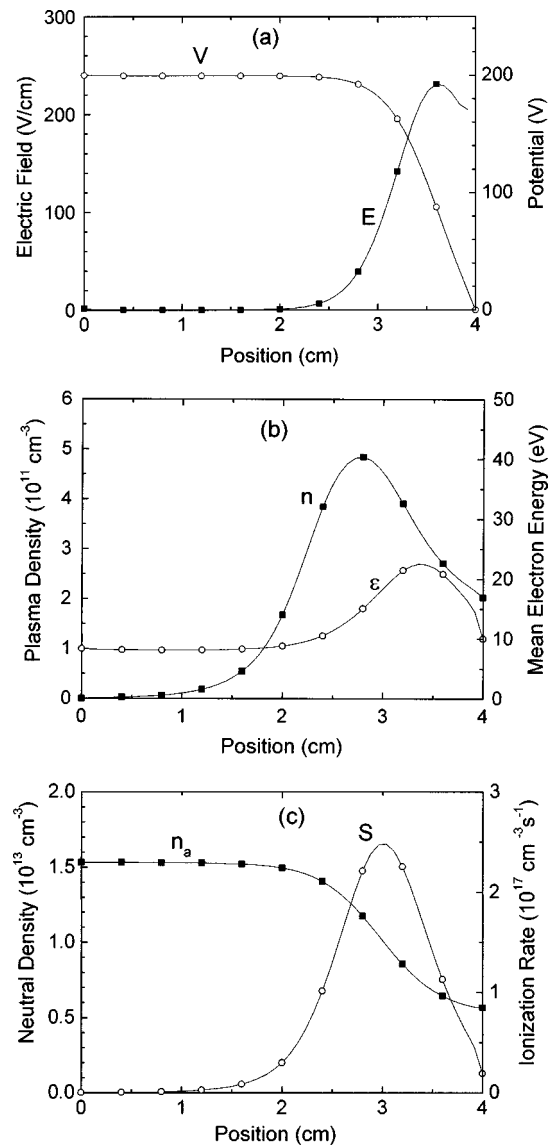 (a)
V
E
Electric Field (V/cm)
300
200
100
0
Potential (V)
200
100
0
0 1 2 3 4
Position (cm)
(b)
n
ε
Plasma Density (10¹¹ cm⁻³)
6
5
4
3
2
1
0
Mean Electron Energy (eV)
50
40
30
20
10
0
0 1 2 3 4
Position (cm)
(c)
nₐ
S
Neutral Density (10¹³ cm⁻³)
2.0
1.5
1.0
0.5
0.0
Ionization Rate (10¹⁷ cm⁻³s⁻¹)
3
2
1
0
0 1 2 3 4
Position (cm)